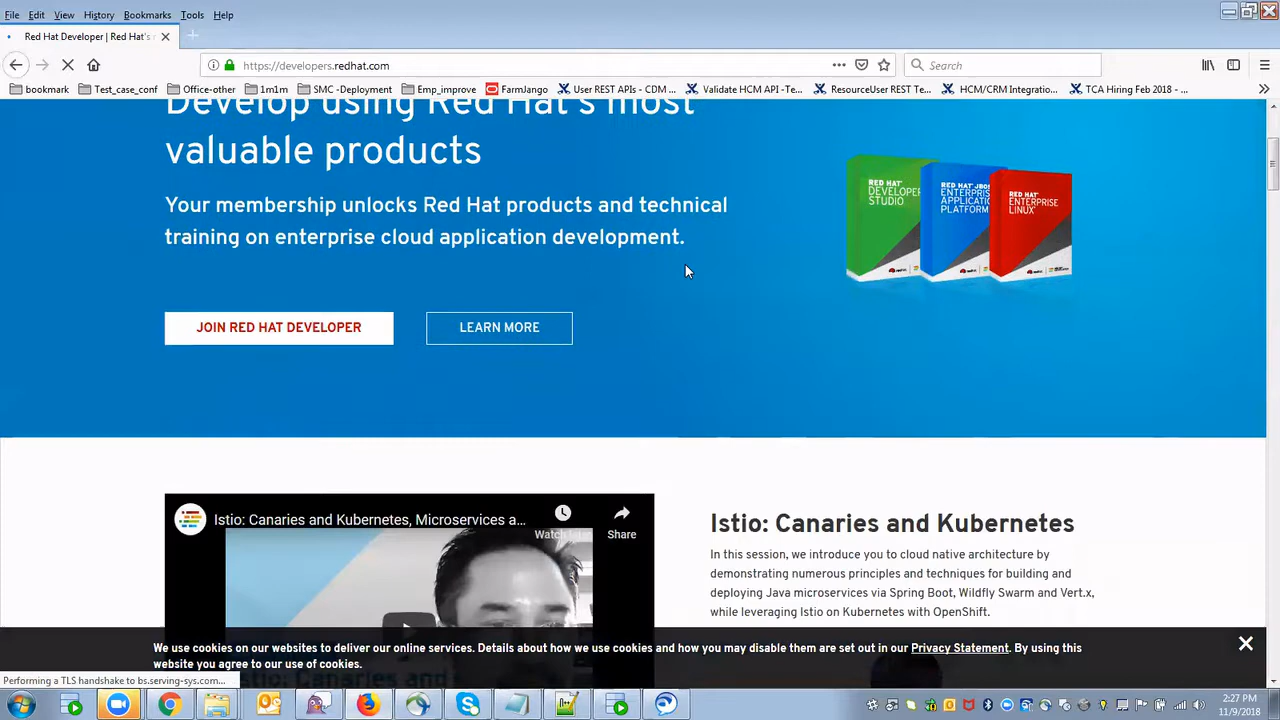 File Edit View History Bookmarks Tools Help
Red Hat Developer | Red Hat's
https://developers.redhat.com
Search
bookmark Test_case_conf Office-other 1m1m SMC -Deployment Emp_improve FarmJango User REST APIs - CDM ... Validate HCM API -Te... ResourceUser REST Te... HCM/CRM Integratio... TCA Hiring Feb 2018 - ...
Develop using Red Hat's most
valuable products
Your membership unlocks Red Hat products and technical
training on enterprise cloud application development.
RED HAT
DEVELOPER
STUDIO
RED HAT JBOSS
ENTERPRISE
APPLICATION
PLATFORM
RED HAT
ENTERPRISE
LINUX
JOIN RED HAT DEVELOPER
LEARN MORE
Istio: Canaries and Kubernetes, Microservices a...
Watch
Share
Istio: Canaries and Kubernetes
In this session, we introduce you to cloud native architecture by
demonstrating numerous principles and techniques for building and
deploying Java microservices via Spring Boot, Wildfly Swarm and Vert.x,
while leveraging Istio on Kubernetes with OpenShift.
We use cookies on our websites to deliver our online services. Details about how we use cookies and how you may disable them are set out in our Privacy Statement. By using this
website you agree to our use of cookies.
Performing a TLS handshake to bs.serving-sys.com...
2:27 PM
11/9/2018